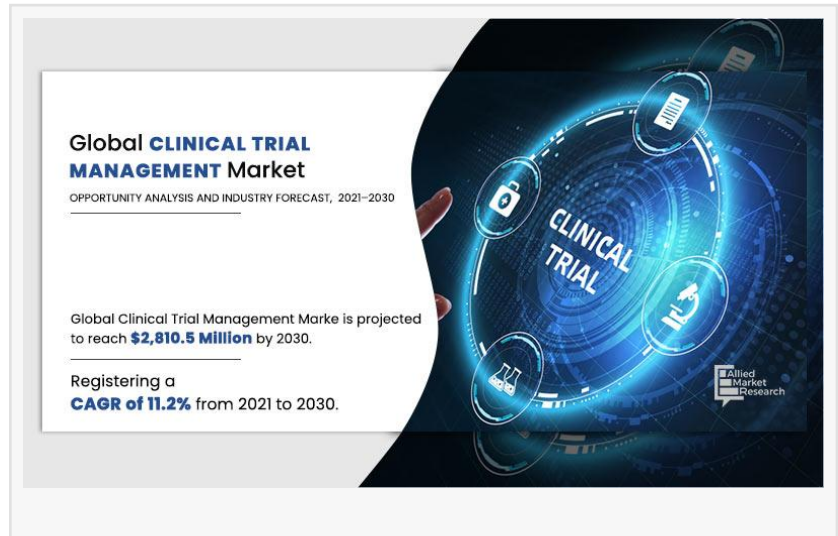 Global CLINICAL TRIAL
MANAGEMENT Market
OPPORTUNITY ANALYSIS AND INDUSTRY FORECAST, 2021–2030
Global Clinical Trial Management Marke is projected
to reach $2,810.5 Million by 2030.
Registering a
CAGR of 11.2% from 2021 to 2030.
CLINICAL
TRIAL
Allied
Market
Research